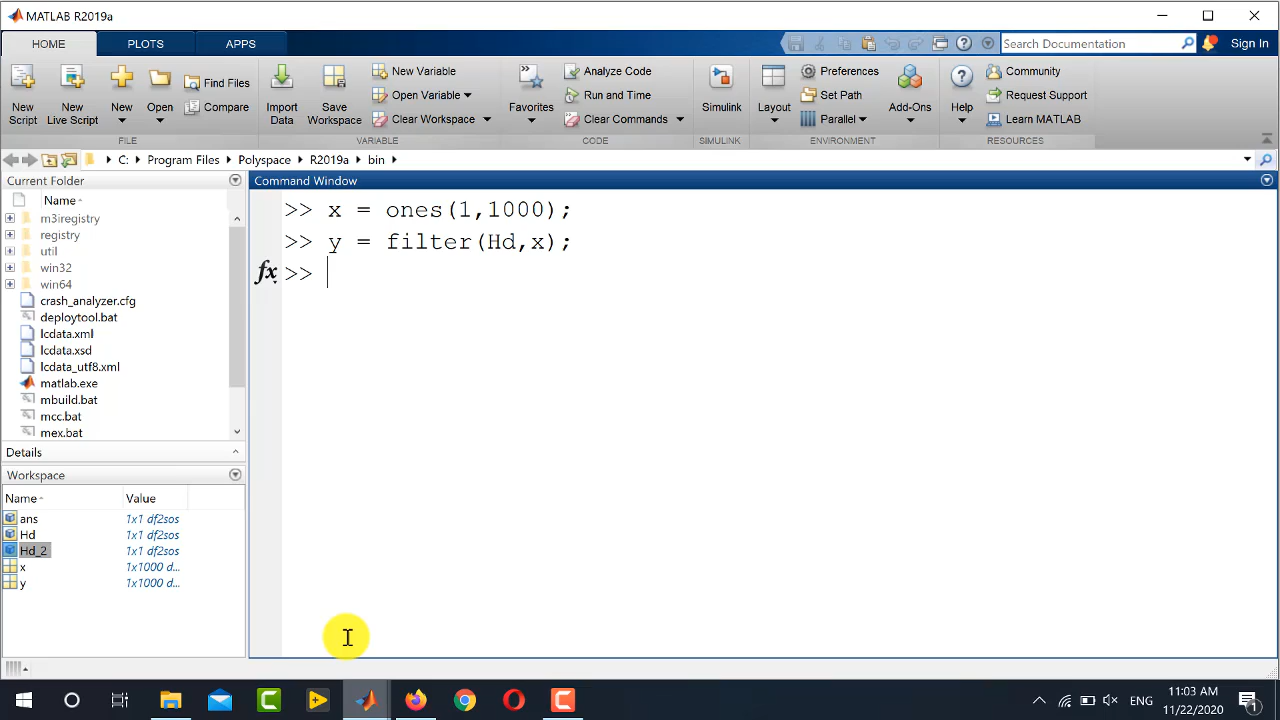 MATLAB R2019a
HOME PLOTS APPS
Search Documentation
Sign In
New Script
New Live Script
New
Open
Find Files
Compare
FILE
Import Data
Save Workspace
New Variable
Open Variable
Clear Workspace
VARIABLE
Favorites
Analyze Code
Run and Time
Clear Commands
CODE
Simulink
SIMULINK
Layout
Preferences
Set Path
Parallel
Add-Ons
ENVIRONMENT
Help
Community
Request Support
Learn MATLAB
RESOURCES
C: Program Files Polyspace R2019a bin
Current Folder
Name
m3iregistry
registry
util
win32
win64
crash_analyzer.cfg
deploytool.bat
lcdata.xml
lcdata.xsd
lcdata_utf8.xml
matlab.exe
mbuild.bat
mcc.bat
mex.bat
Details
Workspace
Name Value
ans 1x1 df2sos
Hd 1x1 df2sos
Hd_2 1x1 df2sos
x 1x1000 d...
y 1x1000 d...
Command Window
>> x = ones(1,1000);
>> y = filter(Hd,x);
fx >>
ENG
11:03 AM
11/22/2020
1